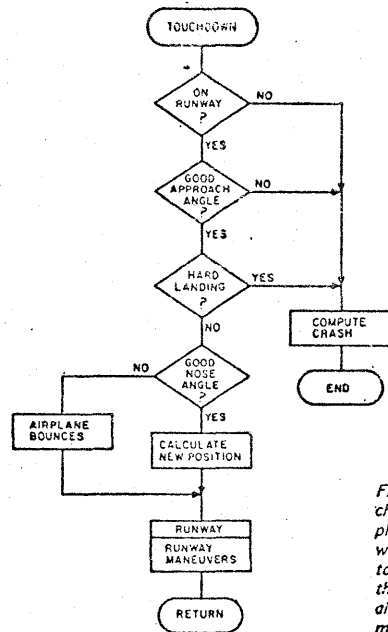 TOUCHDOWN
ON
RUNWAY
?
NO
YES
GOOD
APPROACH
ANGLE
?
NO
YES
HARD
LANDING
?
YES
NO
COMPUTE
CRASH
END
GOOD
NOSE
ANGLE
?
NO
YES
AIRPLANE
BOUNCES
CALCULATE
NEW POSITION
RUNWAY
RUNWAY
MANEUVERS
RETURN